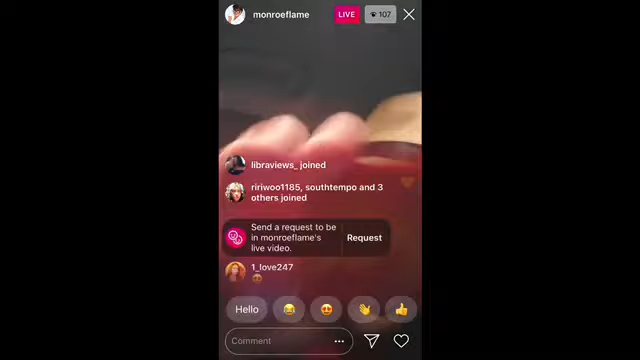 monroeflame LIVE 107
libraviews_ joined
ririwoo1185, southtempo and 3
others joined
Send a request to be
in monroeflame's
live video.
Request
1_love247
Hello
Comment